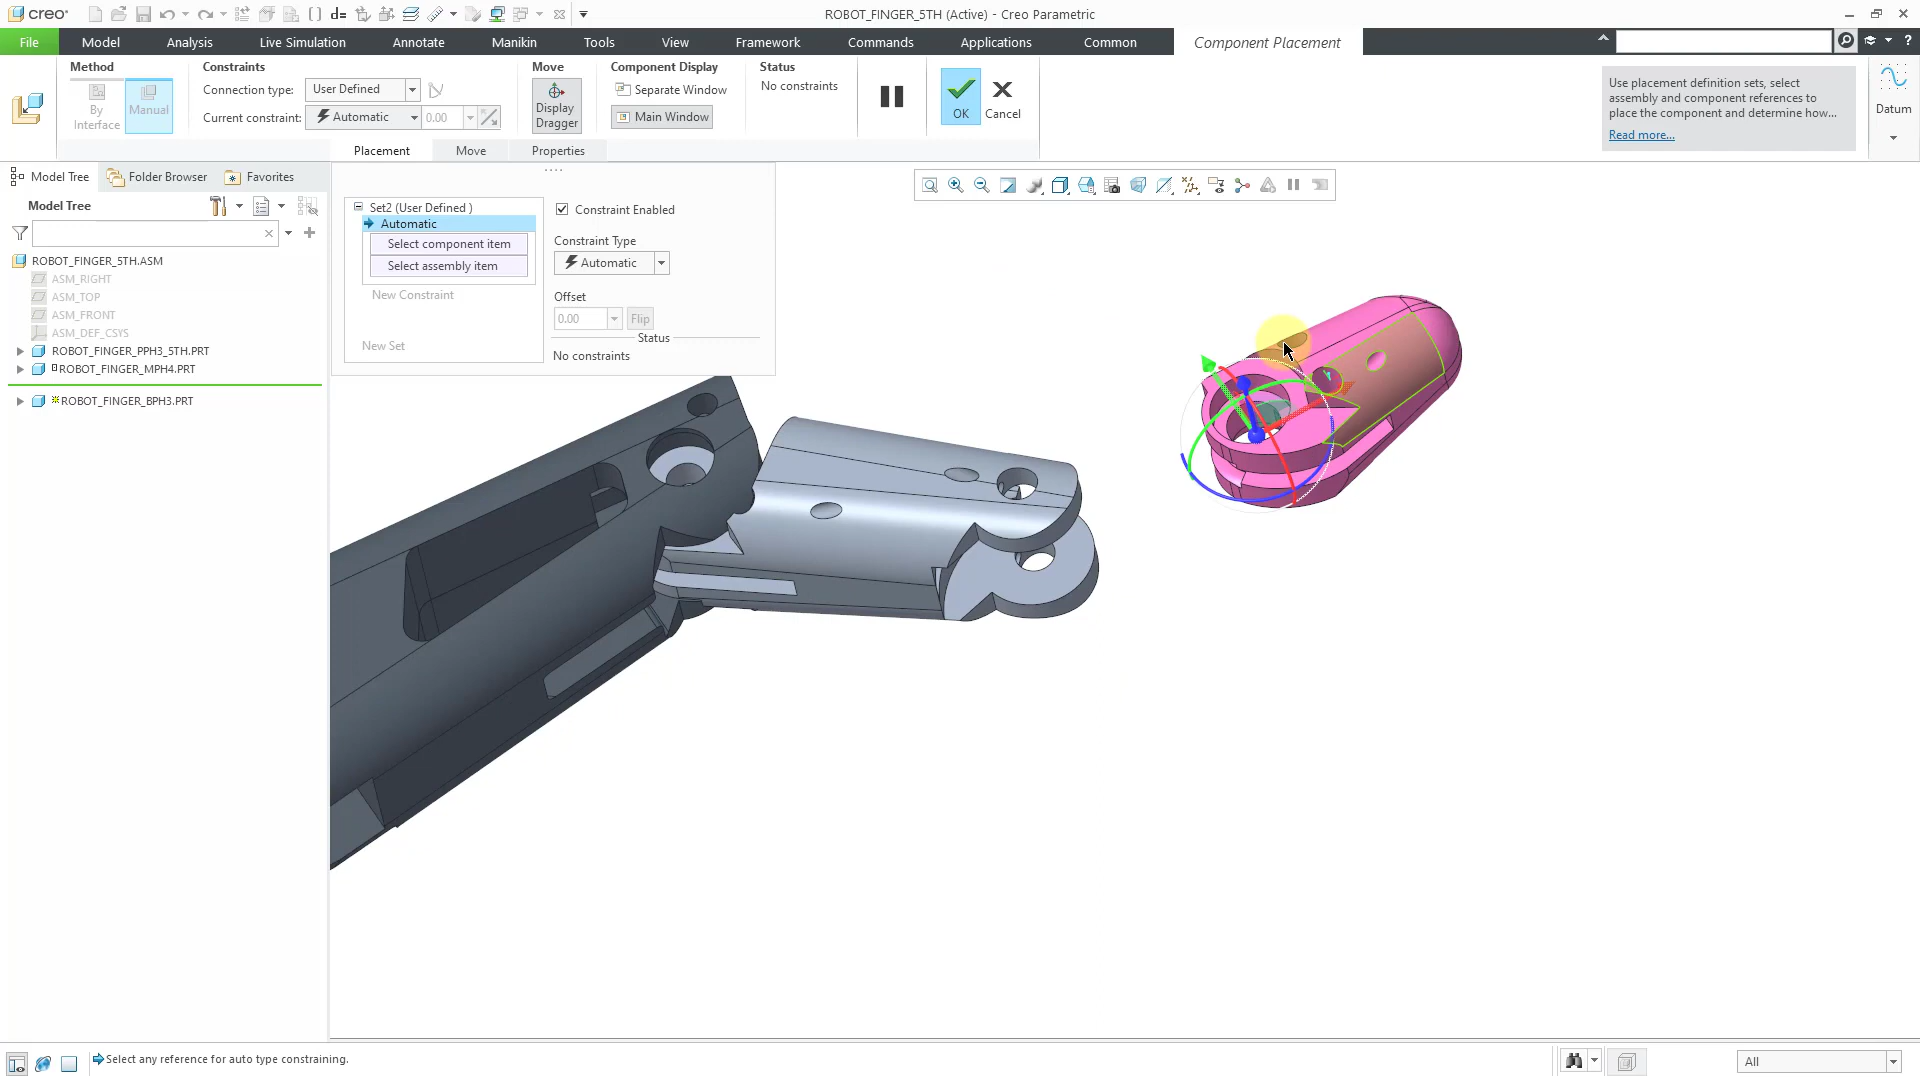 creo
ROBOT_FINGER_5TH (Active) - Creo Parametric
File
Model
Analysis
Live Simulation
Annotate
Manikin
Tools
View
Framework
Commands
Applications
Common
Component Placement
Method
By Interface
Manual
Constraints
Connection type:
User Defined
Current constraint:
Automatic
0.00
Move
Display Dragger
Component Display
Separate Window
Main Window
Status
No constraints
OK
Cancel
Use placement definition sets, select
assembly and component references to
place the component and determine how...
Read more...
Datum
Placement
Move
Properties
Model Tree
Folder Browser
Favorites
Model Tree
ROBOT_FINGER_5TH.ASM
ASM_RIGHT
ASM_TOP
ASM_FRONT
ASM_DEF_CSYS
ROBOT_FINGER_PPH3_5TH.PRT
ROBOT_FINGER_MPH4.PRT
ROBOT_FINGER_BPH3.PRT
Set2 (User Defined )
Automatic
Select component item
Select assembly item
New Constraint
New Set
Constraint Enabled
Constraint Type
Automatic
Offset
0.00
Flip
Status
No constraints
Select any reference for auto type constraining.
All